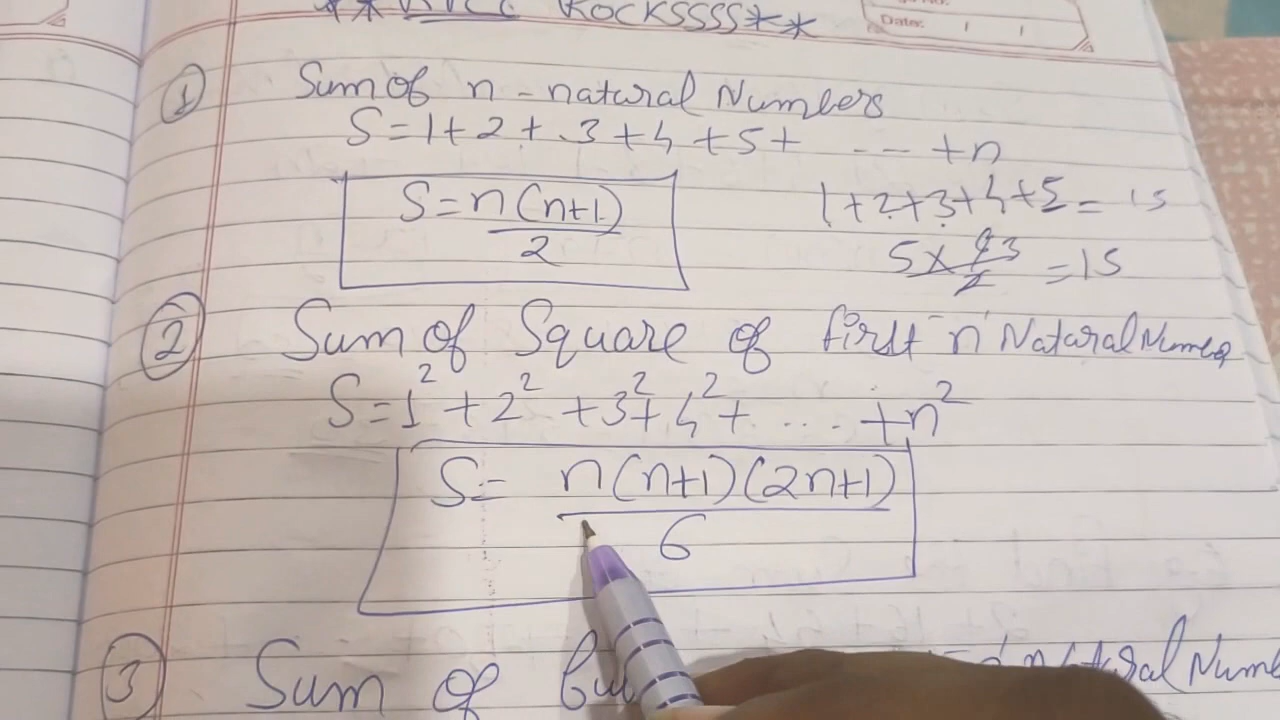 KOCKSSSS**
Date:
① Sum of n - natural Numbers
S=1+2+3+4+5+ ... +n
S=n(n+1)/2
1+2+3+4+5=15
5×6 3/2=15
② Sum of Square of first 'n' Natural
S=1²+2²+3²+4²+ .... +n²
S= n(n+1)(2n+1)/6
③ Sum of